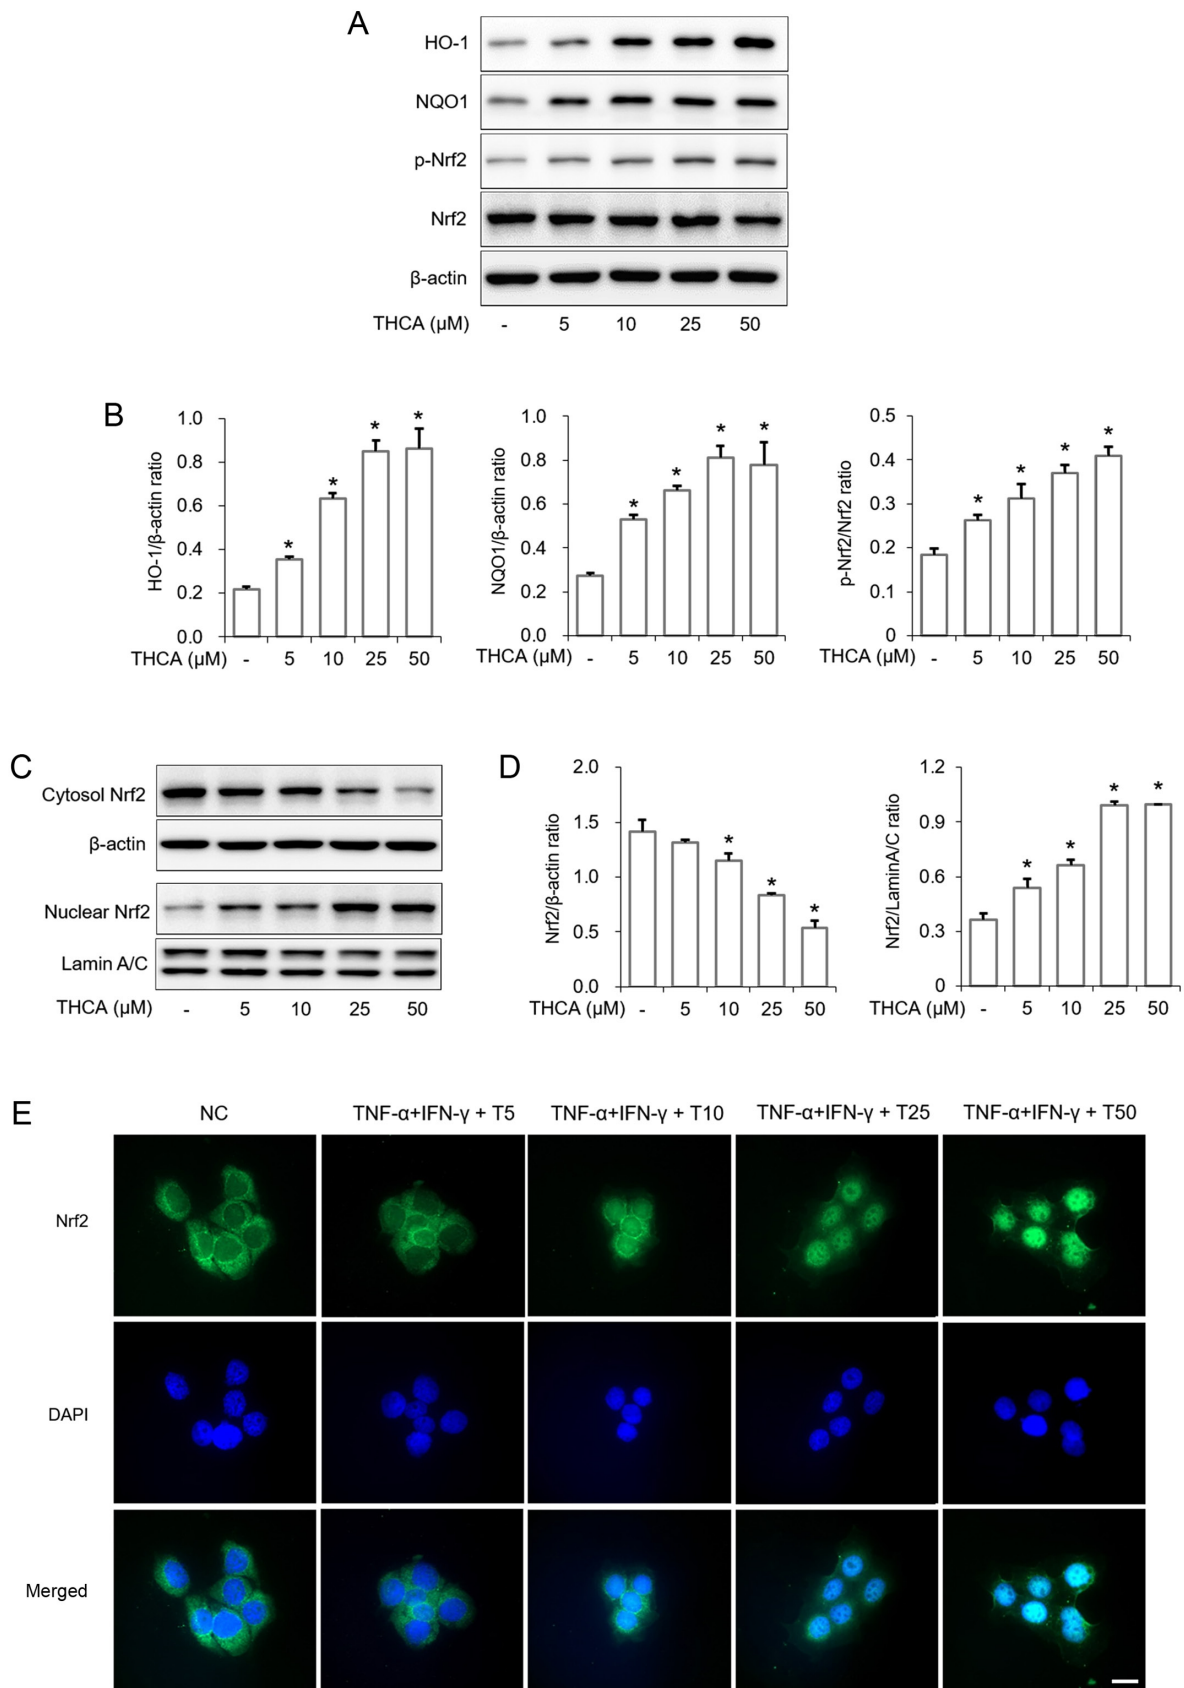 A
HO-1
NQO1
p-Nrf2
Nrf2
β-actin
THCA (μM) - 5 10 25 50
B
HO-1/β-actin ratio
1.0
0.8
0.6
0.4
0.2
0.0
* * * *
THCA (μM) - 5 10 25 50
NQO1/β-actin ratio
1.0
0.8
0.6
0.4
0.2
0.0
* * * *
THCA (μM) - 5 10 25 50
p-Nrf2/Nrf2 ratio
0.5
0.4
0.3
0.2
0.1
0
* * * *
THCA (μM) - 5 10 25 50
C
Cytosol Nrf2
β-actin
Nuclear Nrf2
Lamin A/C
THCA (μM) - 5 10 25 50
D
Nrf2/β-actin ratio
2.0
1.5
1.0
0.5
0.0
* * *
THCA (μM) - 5 10 25 50
Nrf2/LaminA/C ratio
1.2
0.9
0.6
0.3
0
* * * *
THCA (μM) - 5 10 25 50
E
NC TNF-α+IFN-γ + T5 TNF-α+IFN-γ + T10 TNF-α+IFN-γ + T25 TNF-α+IFN-γ + T50
Nrf2
DAPI
Merged